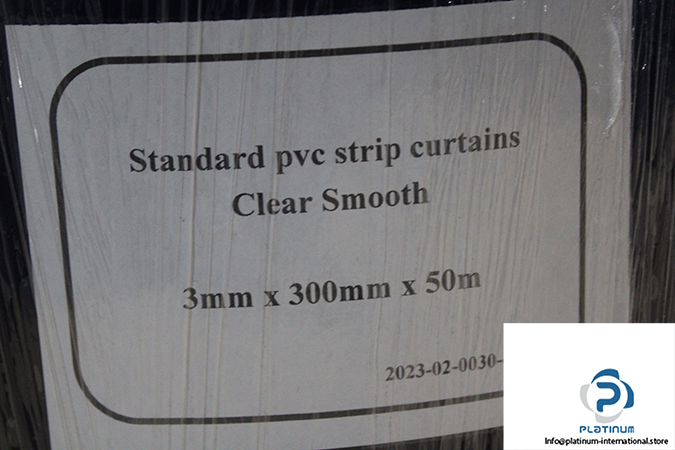 Standard pvc strip curtains
Clear Smooth
3mm x 300mm x 50m
2023-02-0030-
PLATINUM
Info@platinum-international.store